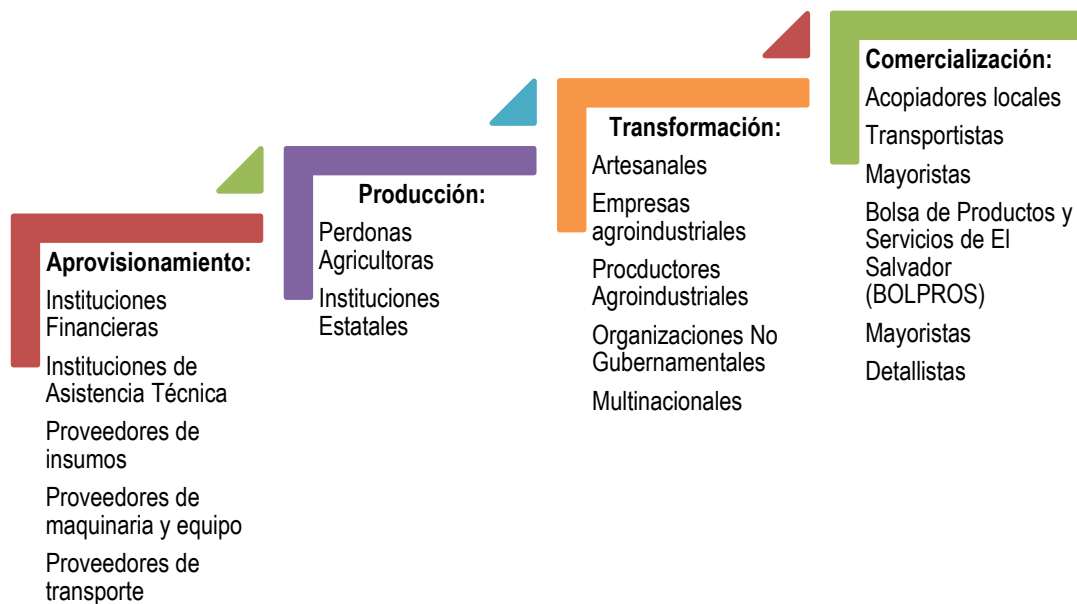 Aprovisionamiento:
Instituciones
Financieras
Instituciones de
Asistencia Técnica
Proveedores de
insumos
Proveedores de
maquinaria y equipo
Proveedores de
transporte
Producción:
Perdonas
Agricultoras
Instituciones
Estatales
Transformación:
Artesanales
Empresas
agroindustriales
Procductores
Agroindustriales
Organizaciones No
Gubernamentales
Multinacionales
Comercialización:
Acopiadores locales
Transportistas
Mayoristas
Bolsa de Productos y
Servicios de El
Salvador
(BOLPROS)
Mayoristas
Detallistas